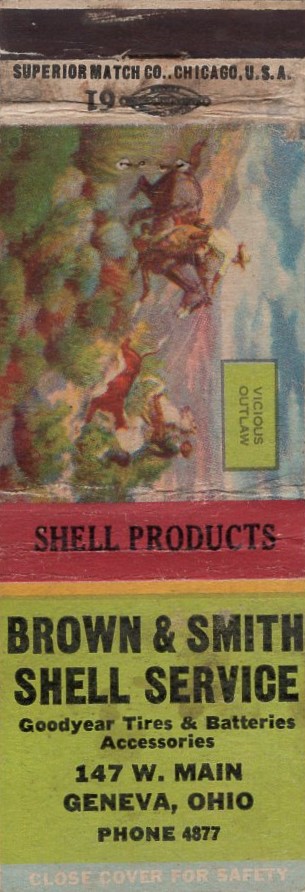 SUPERIOR MATCH CO., CHICAGO, U.S.A.
61
VICIOUS
OUTLAW
SHELL PRODUCTS
BROWN & SMITH
SHELL SERVICE
Goodyear Tires & Batteries
Accessories
147 W. MAIN
GENEVA, OHIO
PHONE 4877
CLOSE COVER FOR SAFETY